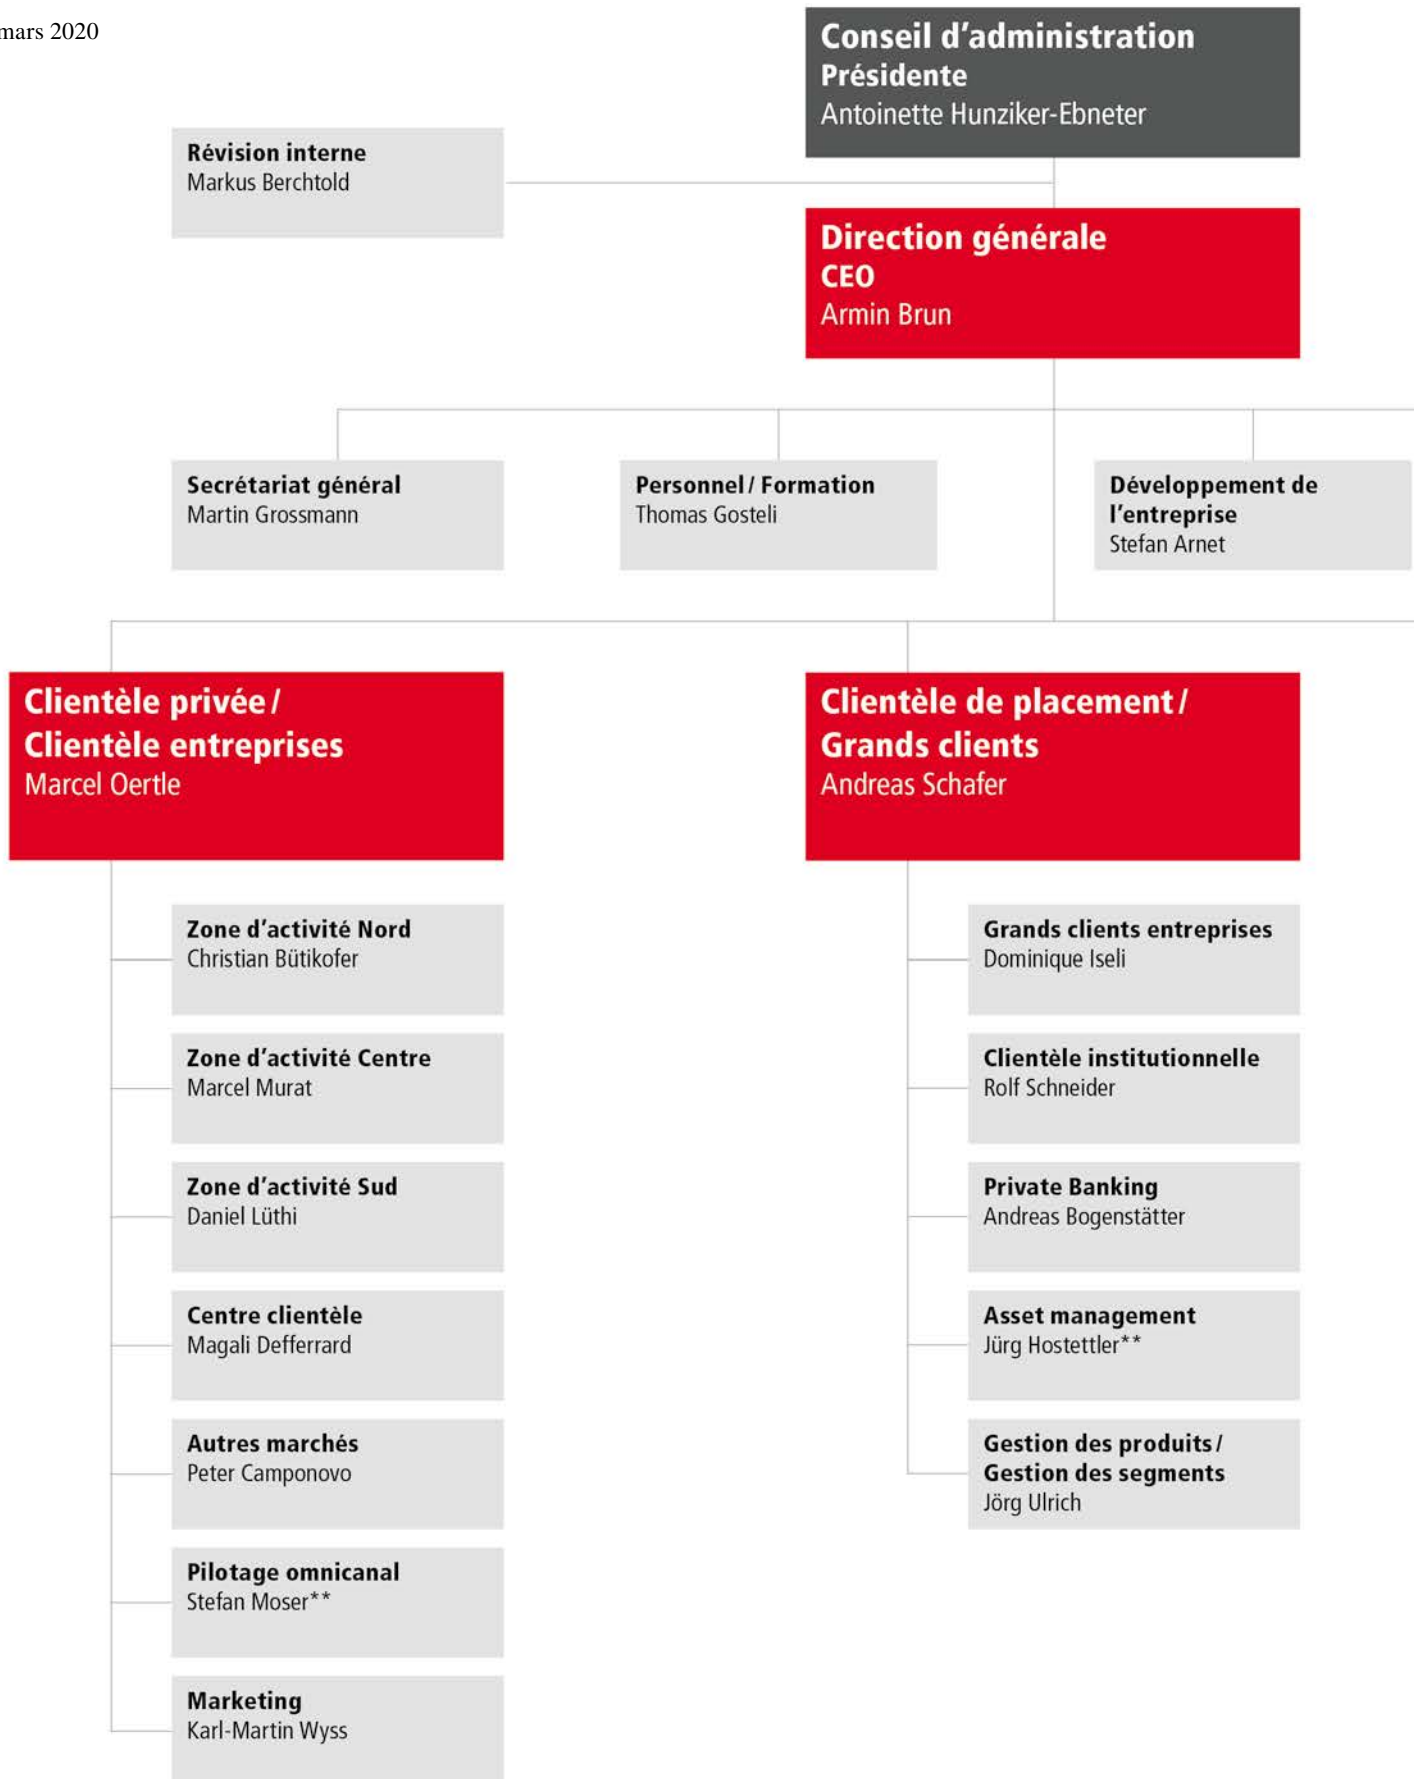 mars 2020
Conseil d’administration
Présidente
Antoinette Hunziker-Ebneter
Révision interne
Markus Berchtold
Direction générale
CEO
Armin Brun
Secrétariat général
Martin Grossmann
Personnel / Formation
Thomas Gosteli
Développement de
l’entreprise
Stefan Arnet
Clientèle privée /
Clientèle entreprises
Marcel Oertle
Clientèle de placement /
Grands clients
Andreas Schafer
Zone d’activité Nord
Christian Bütikofer
Zone d’activité Centre
Marcel Murat
Zone d’activité Sud
Daniel Lüthi
Centre clientèle
Magali Defferrard
Autres marchés
Peter Camponovo
Pilotage omnicanal
Stefan Moser**
Marketing
Karl-Martin Wyss
Grands clients entreprises
Dominique Iseli
Clientèle institutionnelle
Rolf Schneider
Private Banking
Andreas Bogenstätter
Asset management
Jürg Hostettler**
Gestion des produits /
Gestion des segments
Jörg Ulrich